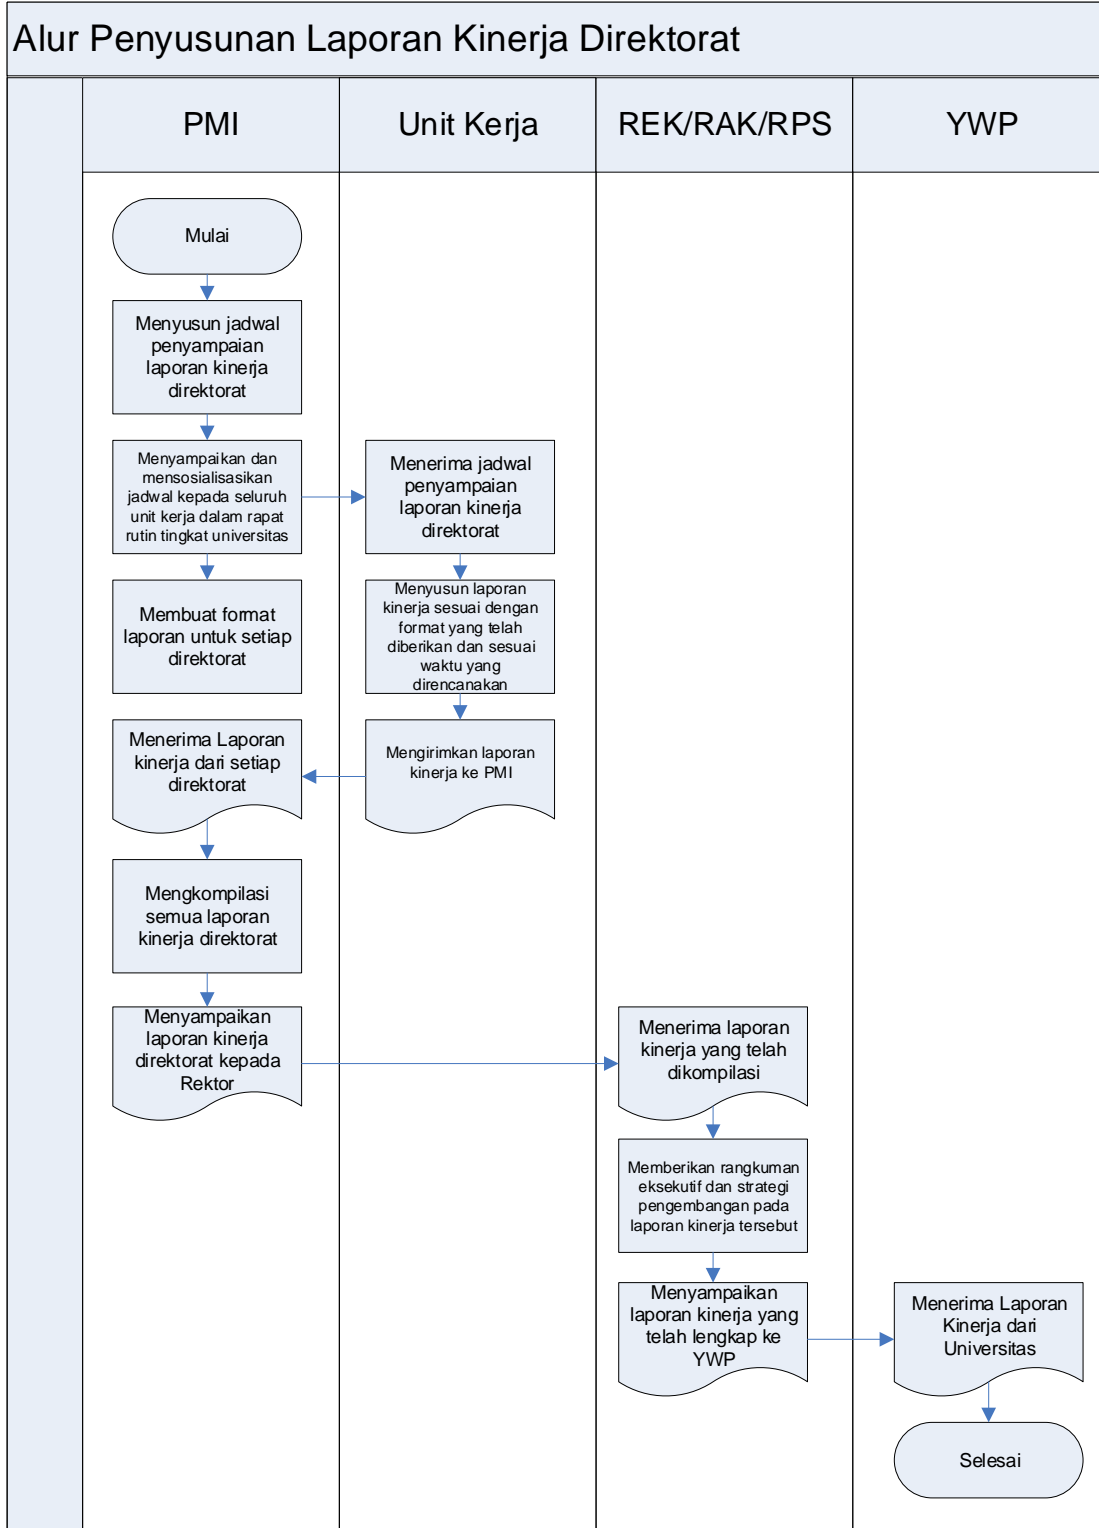 Alur Penyusunan Laporan Kinerja Direktorat
PMI
Unit Kerja
REK/RAK/RPS
YWP
Mulai
Menyusun jadwal
penyampaian
laporan kinerja
direktorat
Menyampaikan dan
mensosialisasikan
jadwal kepada seluruh
unit kerja dalam rapat
rutin tingkat universitas
Menerima jadwal
penyampaian
laporan kinerja
direktorat
Membuat format
laporan untuk setiap
direktorat
Menyusun laporan
kinerja sesuai dengan
format yang telah
diberikan dan sesuai
waktu yang
direncanakan
Menerima Laporan
kinerja dari setiap
direktorat
Mengirimkan laporan
kinerja ke PMI
Mengkompilasi
semua laporan
kinerja direktorat
Menyampaikan
laporan kinerja
direktorat kepada
Rektor
Menerima laporan
kinerja yang telah
dikompilasi
Memberikan rangkuman
eksekutif dan strategi
pengembangan pada
laporan kinerja tersebut
Menyampaikan
laporan kinerja yang
telah lengkap ke
YWP
Menerima Laporan
Kinerja dari
Universitas
Selesai